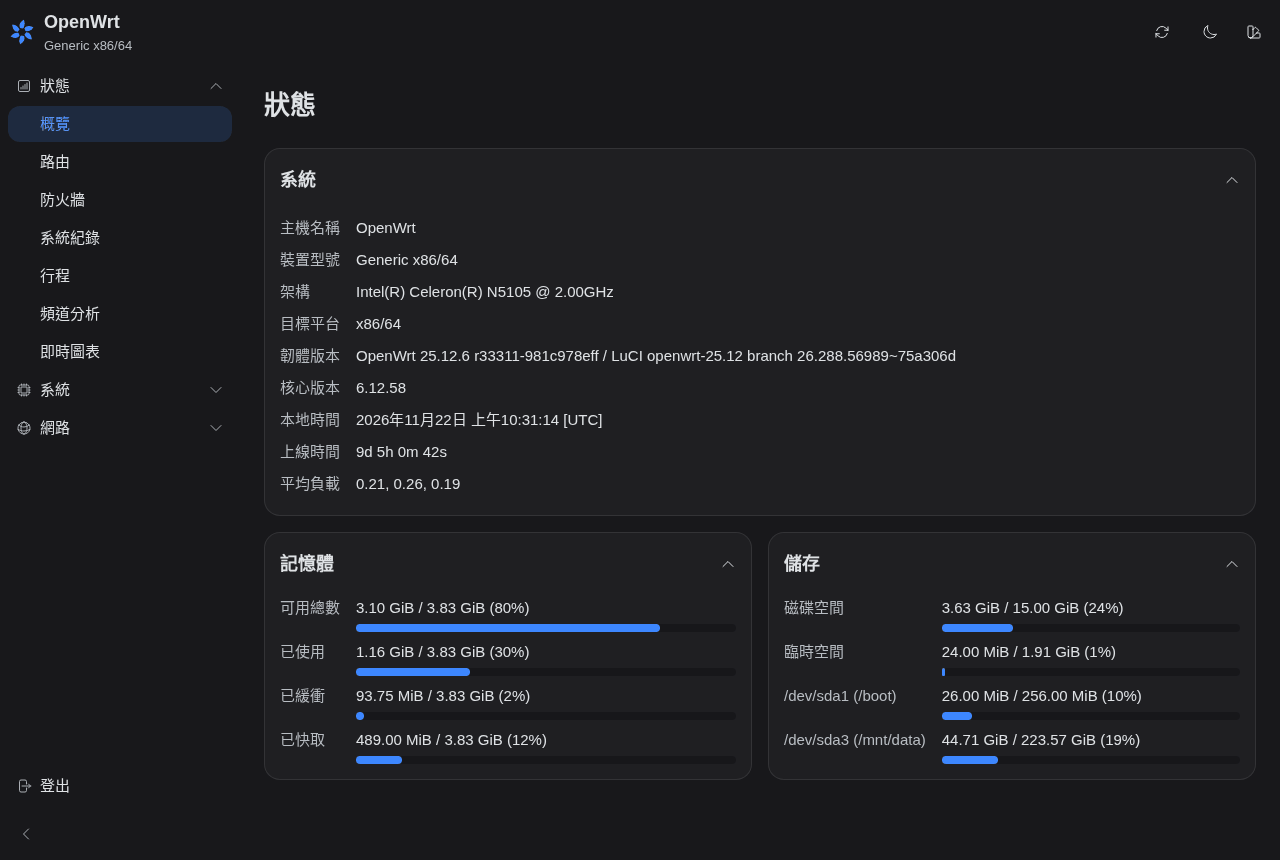 OpenWrt
Generic x86/64
狀態
概覽
路由
防火牆
系統紀錄
行程
頻道分析
即時圖表
系統
網路
登出
狀態
系統
主機名稱 OpenWrt
裝置型號 Generic x86/64
架構 Intel(R) Celeron(R) N5105 @ 2.00GHz
目標平台 x86/64
韌體版本 OpenWrt 25.12.6 r33311-981c978eff / LuCI openwrt-25.12 branch 26.288.56989~75a306d
核心版本 6.12.58
本地時間 2026年11月22日 上午10:31:14 [UTC]
上線時間 9d 5h 0m 42s
平均負載 0.21, 0.26, 0.19
記憶體
可用總數 3.10 GiB / 3.83 GiB (80%)
已使用 1.16 GiB / 3.83 GiB (30%)
已緩衝 93.75 MiB / 3.83 GiB (2%)
已快取 489.00 MiB / 3.83 GiB (12%)
儲存
磁碟空間 3.63 GiB / 15.00 GiB (24%)
臨時空間 24.00 MiB / 1.91 GiB (1%)
/dev/sda1 (/boot) 26.00 MiB / 256.00 MiB (10%)
/dev/sda3 (/mnt/data) 44.71 GiB / 223.57 GiB (19%)